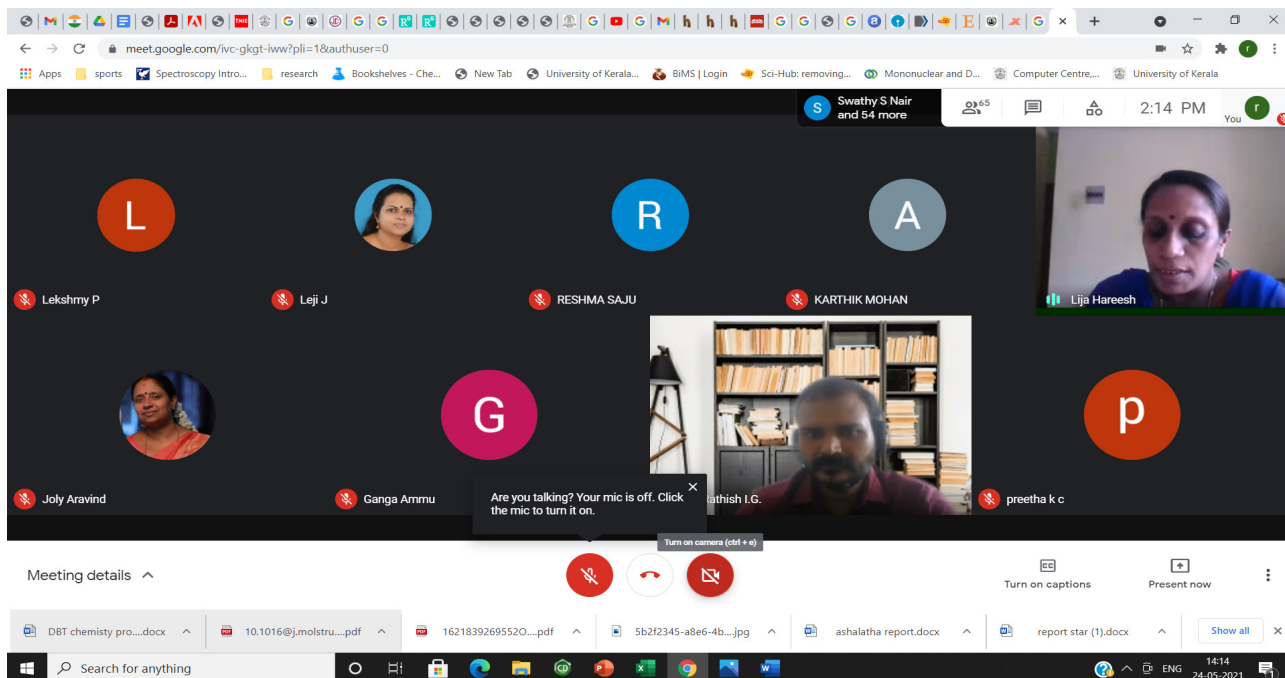 meet.google.com/ivc-gkgt-iww?pli=1&authuser=0
r
Apps sports Spectroscopy Intro... research Bookshelves - Che... New Tab University of Kerala... BiMS | Login Sci-Hub: removing... Mononuclear and D... Computer Centre,... University of Kerala
S Swathy S Nair
and 54 more
65
2:14 PM
You r
L
R
A
Lekshmy P
Leji J
RESHMA SAJU
KARTHIK MOHAN
Lija Hareesh
G
p
Joly Aravind
Ganga Ammu
Are you talking? Your mic is off. Click
the mic to turn it on.
athish I.G.
preetha k c
Turn on camera (ctrl + e)
Meeting details
CC
Turn on captions
Present now
DBT chemisty pro....docx
10.1016@j.molstru....pdf
1621839269552O....pdf
5b2f2345-a8e6-4b....jpg
ashalatha report.docx
report star (1).docx
Show all
Search for anything
ENG
14:14
24-05-2021